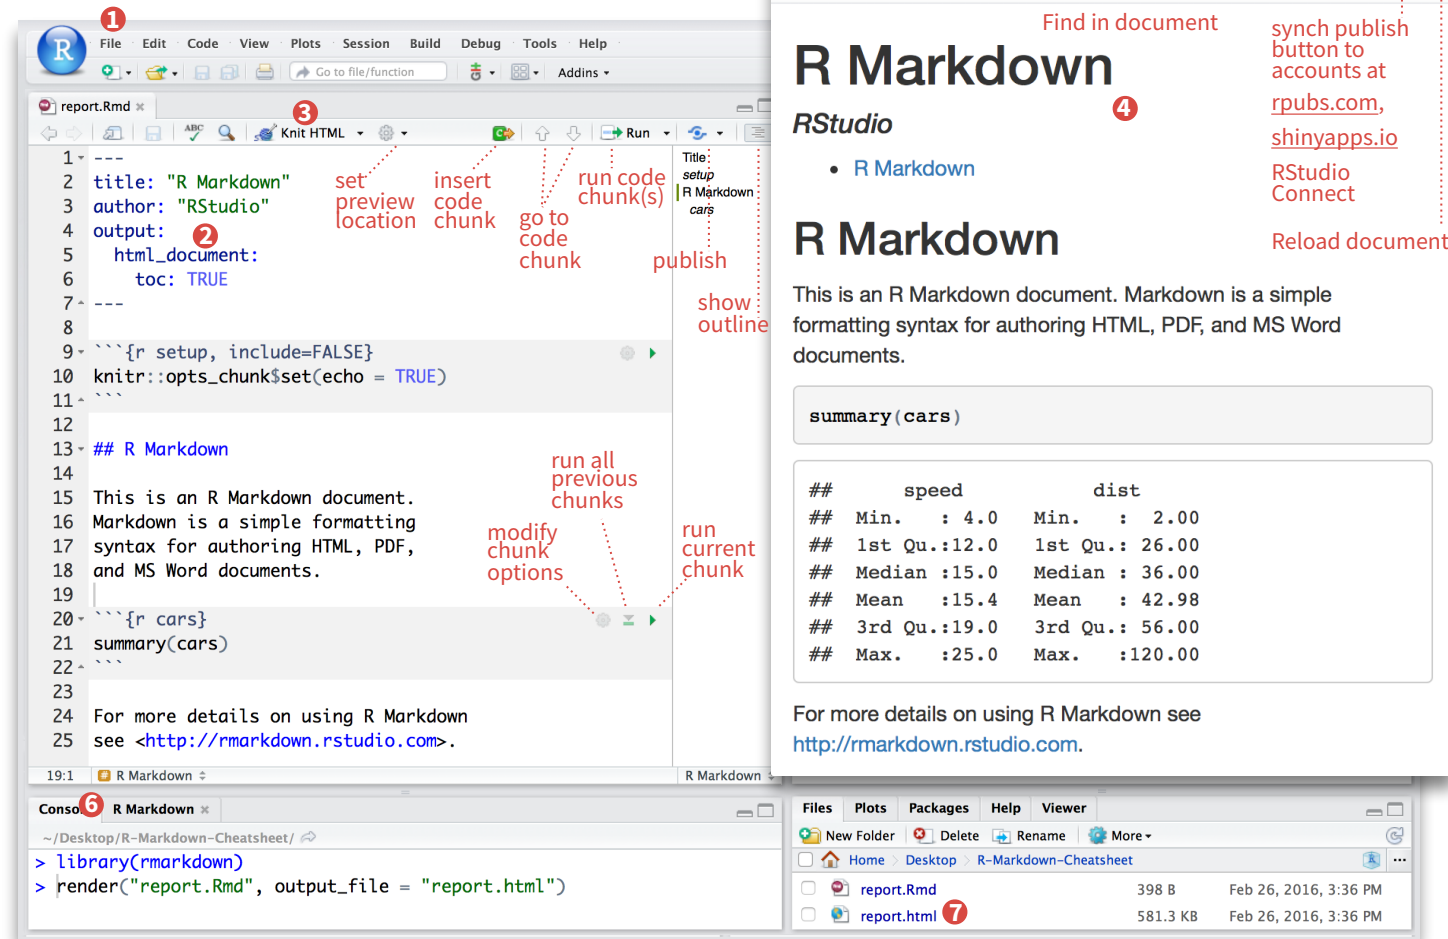 1
File Edit Code View Plots Session Build Debug Tools Help
Go to file/function Addins
report.Rmd
3
ABC Knit HTML Run
1 ---
2 title: "R Markdown"
3 author: "RStudio"
4 output:
2
5 html_document:
6 toc: TRUE
7 ---
8
9 ```{r setup, include=FALSE}
10 knitr::opts_chunk$set(echo = TRUE)
11 ```
12
13 ## R Markdown
14
15 This is an R Markdown document.
16 Markdown is a simple formatting
17 syntax for authoring HTML, PDF,
18 and MS Word documents.
19
20 ```{r cars}
21 summary(cars)
22 ```
23
24 For more details on using R Markdown
25 see <http://rmarkdown.rstudio.com>.
set
preview
location
insert
code
chunk
go to
code
chunk
run code
chunk(s)
publish
show
outline
Title
setup
R Markdown
cars
run all
previous
chunks
modify
chunk
options
run
current
chunk
19:1 R Markdown R Markdown
Find in document
synch publish
button to
accounts at
rpubs.com,
shinyapps.io
RStudio
Connect
Reload document
R Markdown
4
RStudio
• R Markdown
R Markdown
This is an R Markdown document. Markdown is a simple
formatting syntax for authoring HTML, PDF, and MS Word
documents.
summary(cars)
## speed dist
## Min. : 4.0 Min. : 2.00
## 1st Qu.:12.0 1st Qu.: 26.00
## Median :15.0 Median : 36.00
## Mean :15.4 Mean : 42.98
## 3rd Qu.:19.0 3rd Qu.: 56.00
## Max. :25.0 Max. :120.00
For more details on using R Markdown see
http://rmarkdown.rstudio.com.
6 R Markdown
~/Desktop/R-Markdown-Cheatsheet/
> library(rmarkdown)
> render("report.Rmd", output_file = "report.html")
Files Plots Packages Help Viewer
New Folder Delete Rename More
Home Desktop R-Markdown-Cheatsheet ...
report.Rmd 398 B Feb 26, 2016, 3:36 PM
report.html 7 581.3 KB Feb 26, 2016, 3:36 PM